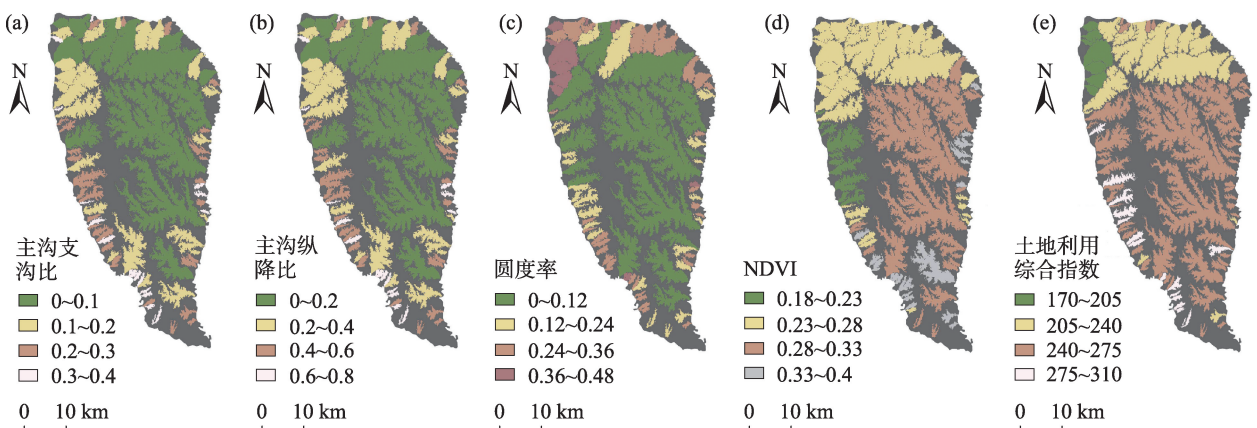 (a)
N
主沟支
沟比
0~0.1
0.1~0.2
0.2~0.3
0.3~0.4
0 10 km
(b)
N
主沟纵
降比
0~0.2
0.2~0.4
0.4~0.6
0.6~0.8
0 10 km
(c)
N
圆度率
0~0.12
0.12~0.24
0.24~0.36
0.36~0.48
0 10 km
(d)
N
NDVI
0.18~0.23
0.23~0.28
0.28~0.33
0.33~0.4
0 10 km
(e)
N
土地利用
综合指数
170~205
205~240
240~275
275~310
0 10 km